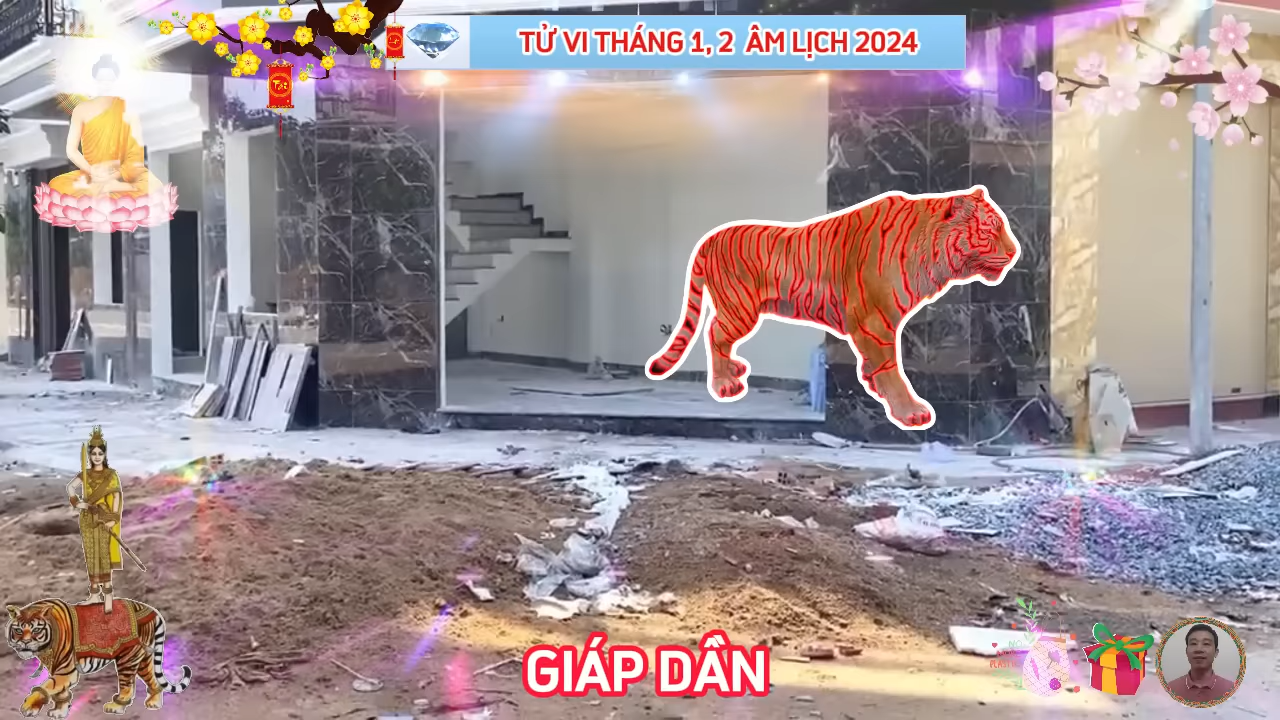 TỬ VI THÁNG 1, 2 ÂM LỊCH 2024
GIÁP DẦN